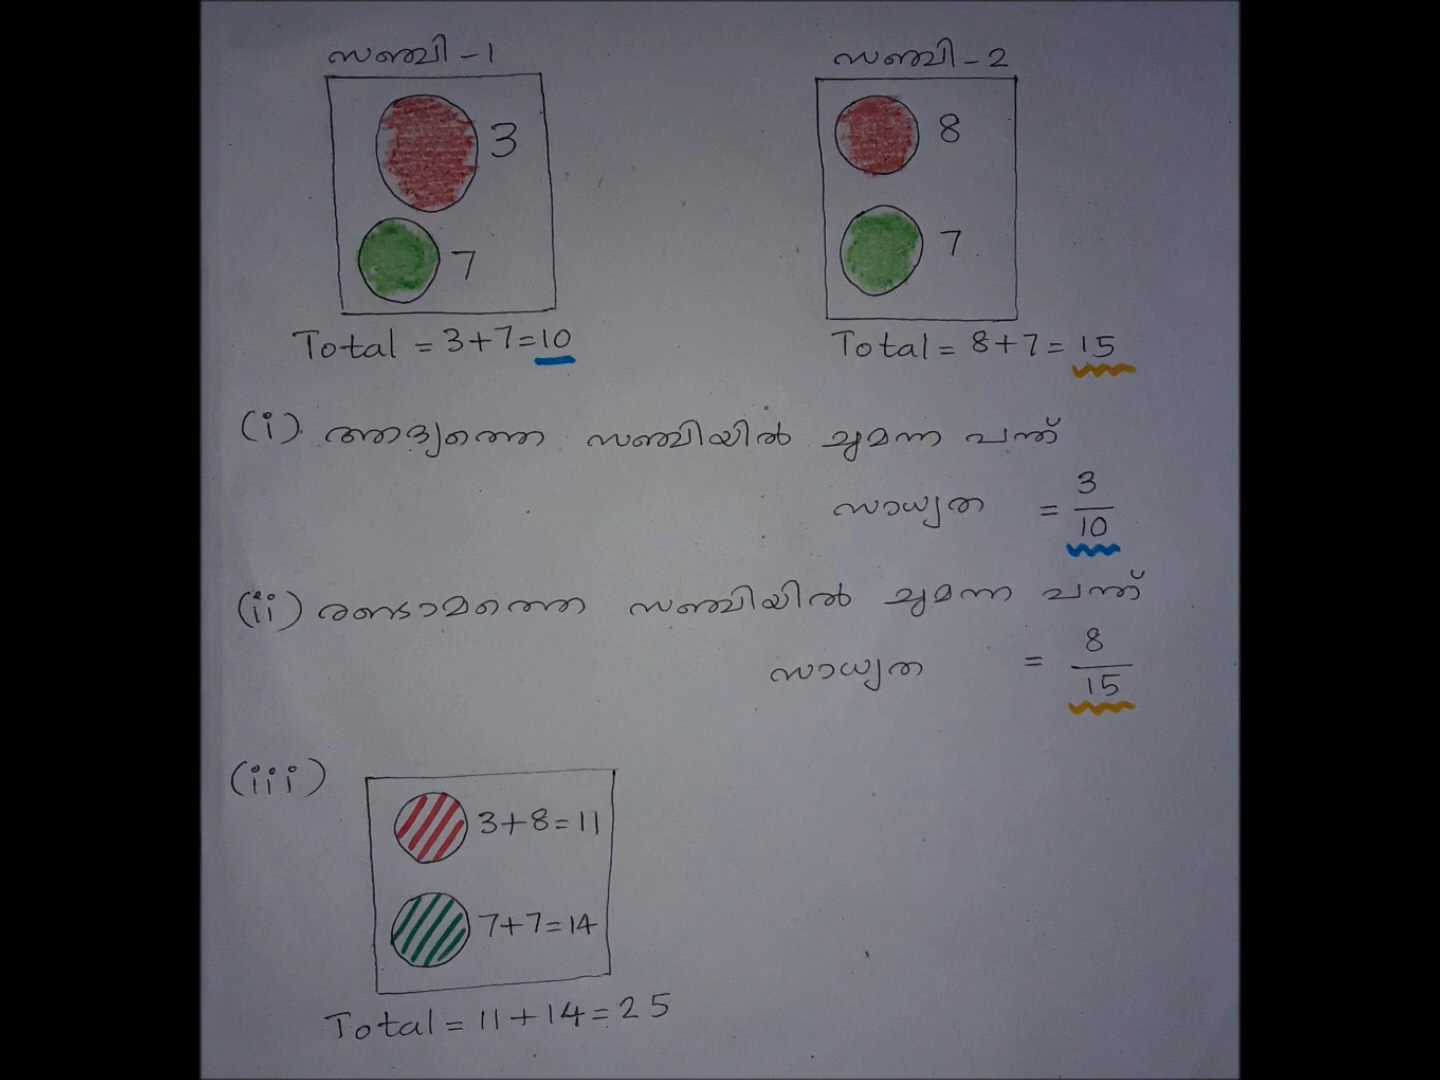 സഞ്ചി - 1
സഞ്ചി - 2
3
8
7
7
Total = 3+7=10
Total = 8+7= 15
(i). ആദ്യത്തെ സഞ്ചിയിൽ ചുമന്ന പന്ത്
സാധ്യത = 3/10
(ii) രണ്ടാമത്തെ സഞ്ചിയിൽ ചുമന്ന പന്ത്
സാധ്യത = 8/15
(iii)
3+8=11
7+7=14
Total = 11+14=25